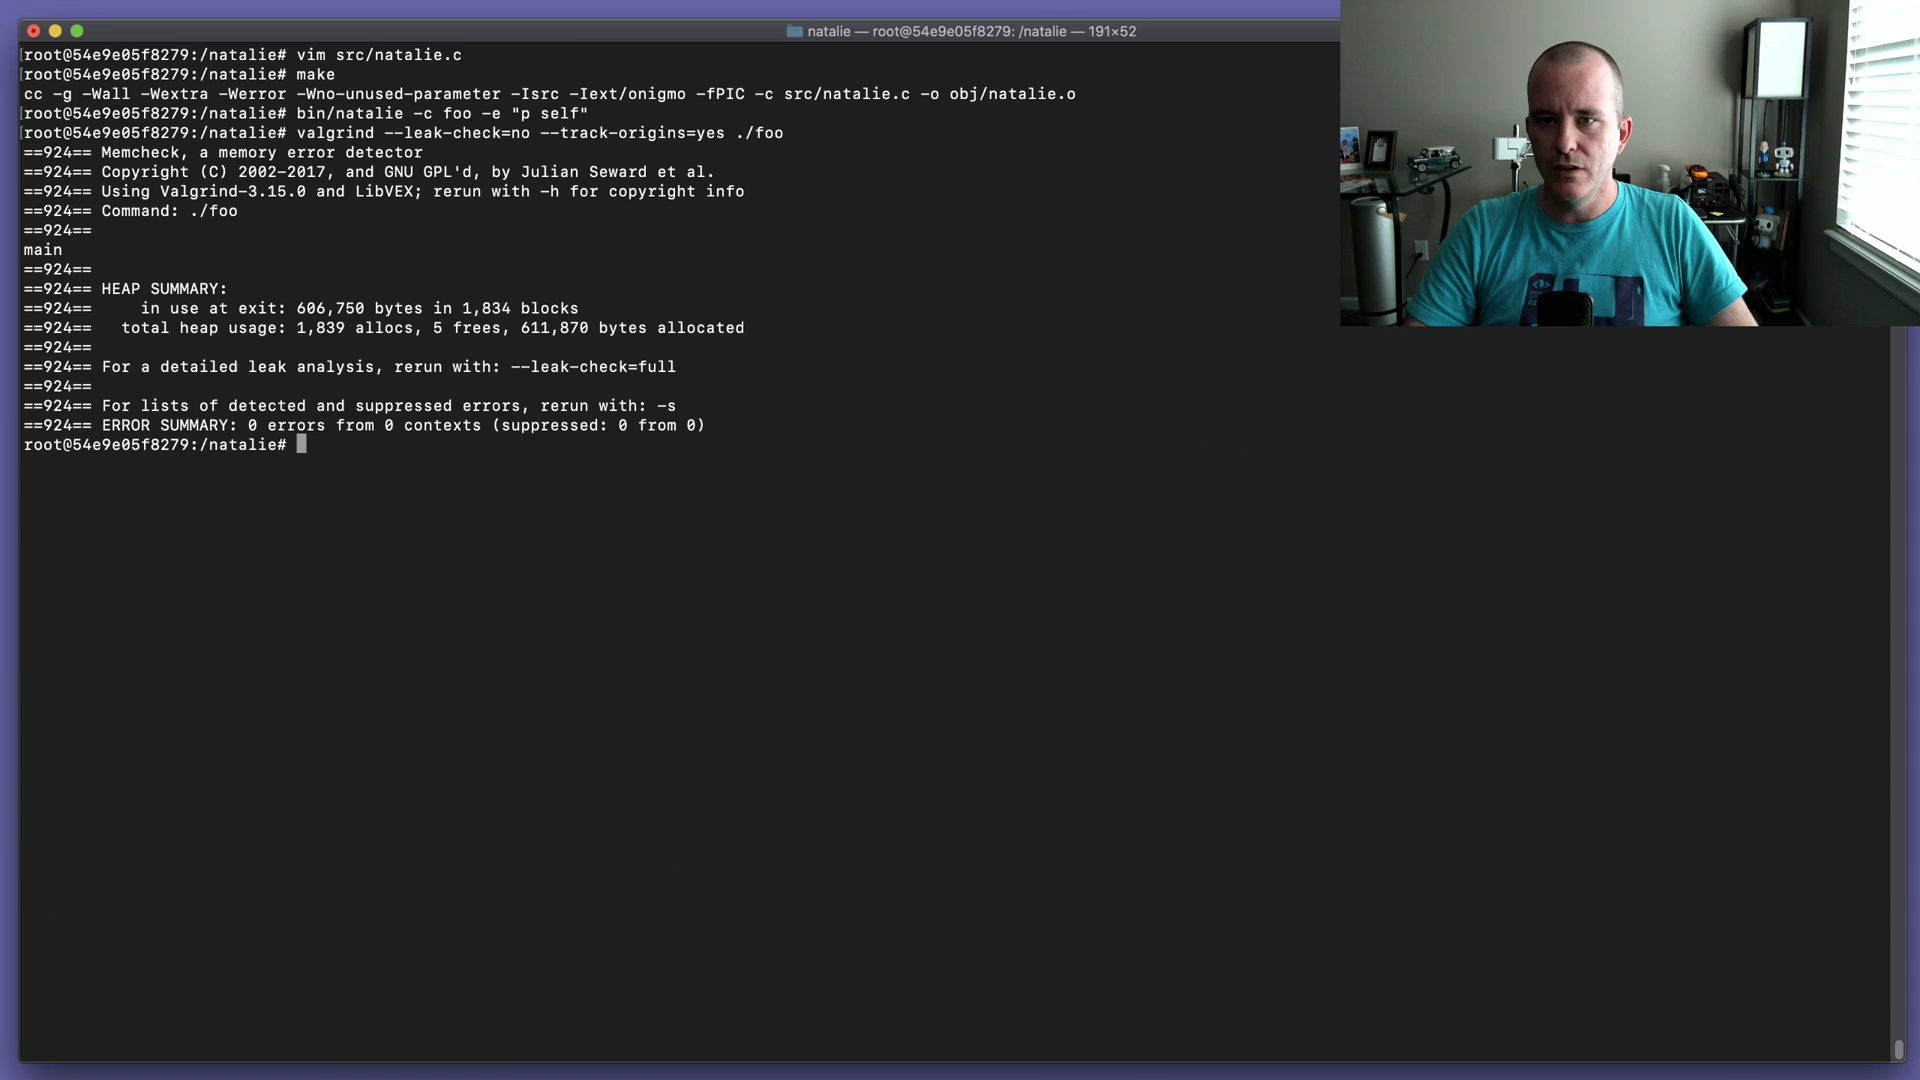 natalie — root@54e9e05f8279: /natalie — 191×52
[root@54e9e05f8279:/natalie# vim src/natalie.c
[root@54e9e05f8279:/natalie# make
cc -g -Wall -Wextra -Werror -Wno-unused-parameter -Isrc -Iext/onigmo -fPIC -c src/natalie.c -o obj/natalie.o
[root@54e9e05f8279:/natalie# bin/natalie -c foo -e "p self"
[root@54e9e05f8279:/natalie# valgrind --leak-check=no --track-origins=yes ./foo
==924== Memcheck, a memory error detector
==924== Copyright (C) 2002-2017, and GNU GPL'd, by Julian Seward et al.
==924== Using Valgrind-3.15.0 and LibVEX; rerun with -h for copyright info
==924== Command: ./foo
==924==
main
==924==
==924== HEAP SUMMARY:
==924==     in use at exit: 606,750 bytes in 1,834 blocks
==924==   total heap usage: 1,839 allocs, 5 frees, 611,870 bytes allocated
==924==
==924== For a detailed leak analysis, rerun with: --leak-check=full
==924==
==924== For lists of detected and suppressed errors, rerun with: -s
==924== ERROR SUMMARY: 0 errors from 0 contexts (suppressed: 0 from 0)
root@54e9e05f8279:/natalie#